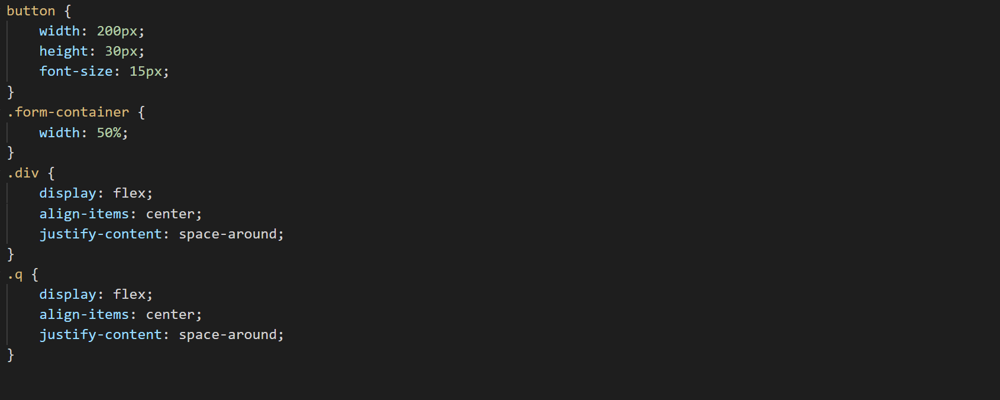 button {
    width: 200px;
    height: 30px;
    font-size: 15px;
}
.form-container {
    width: 50%;
}
.div {
    display: flex;
    align-items: center;
    justify-content: space-around;
}
.q {
    display: flex;
    align-items: center;
    justify-content: space-around;
}